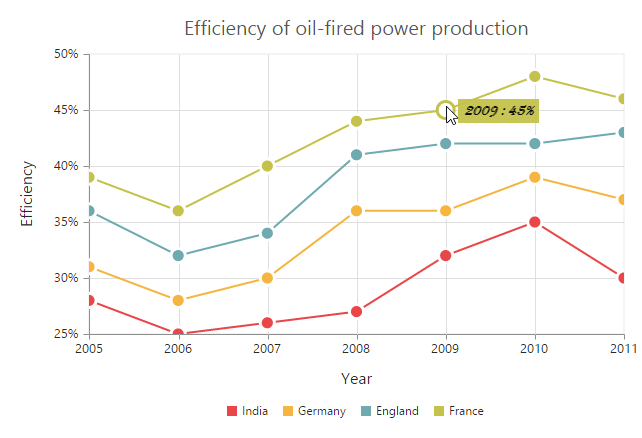 Efficiency of oil-fired power production
50%
45%
40%
35%
30%
25%
Efficiency
2009 : 45%
2005 2006 2007 2008 2009 2010 2011
Year
India Germany England France